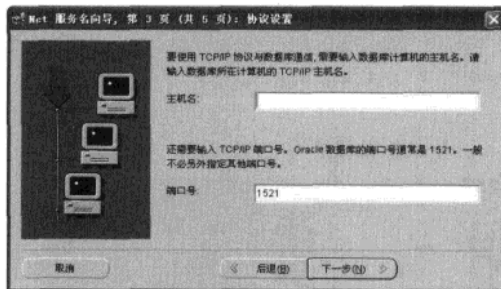 Net 服务名向导, 第 3 页 (共 5 页): 协议设置
要使用 TCP/IP 协议与数据库通信, 需要输入数据库计算机的主机名。请
输入数据库所在计算机的 TCP/IP 主机名。
主机名:
还需要输入 TCP/IP 端口号。Oracle 数据库的端口号通常是 1521。一般
不必另外指定其他端口号。
端口号: 1521
取消 后退(B) 下一步(N)